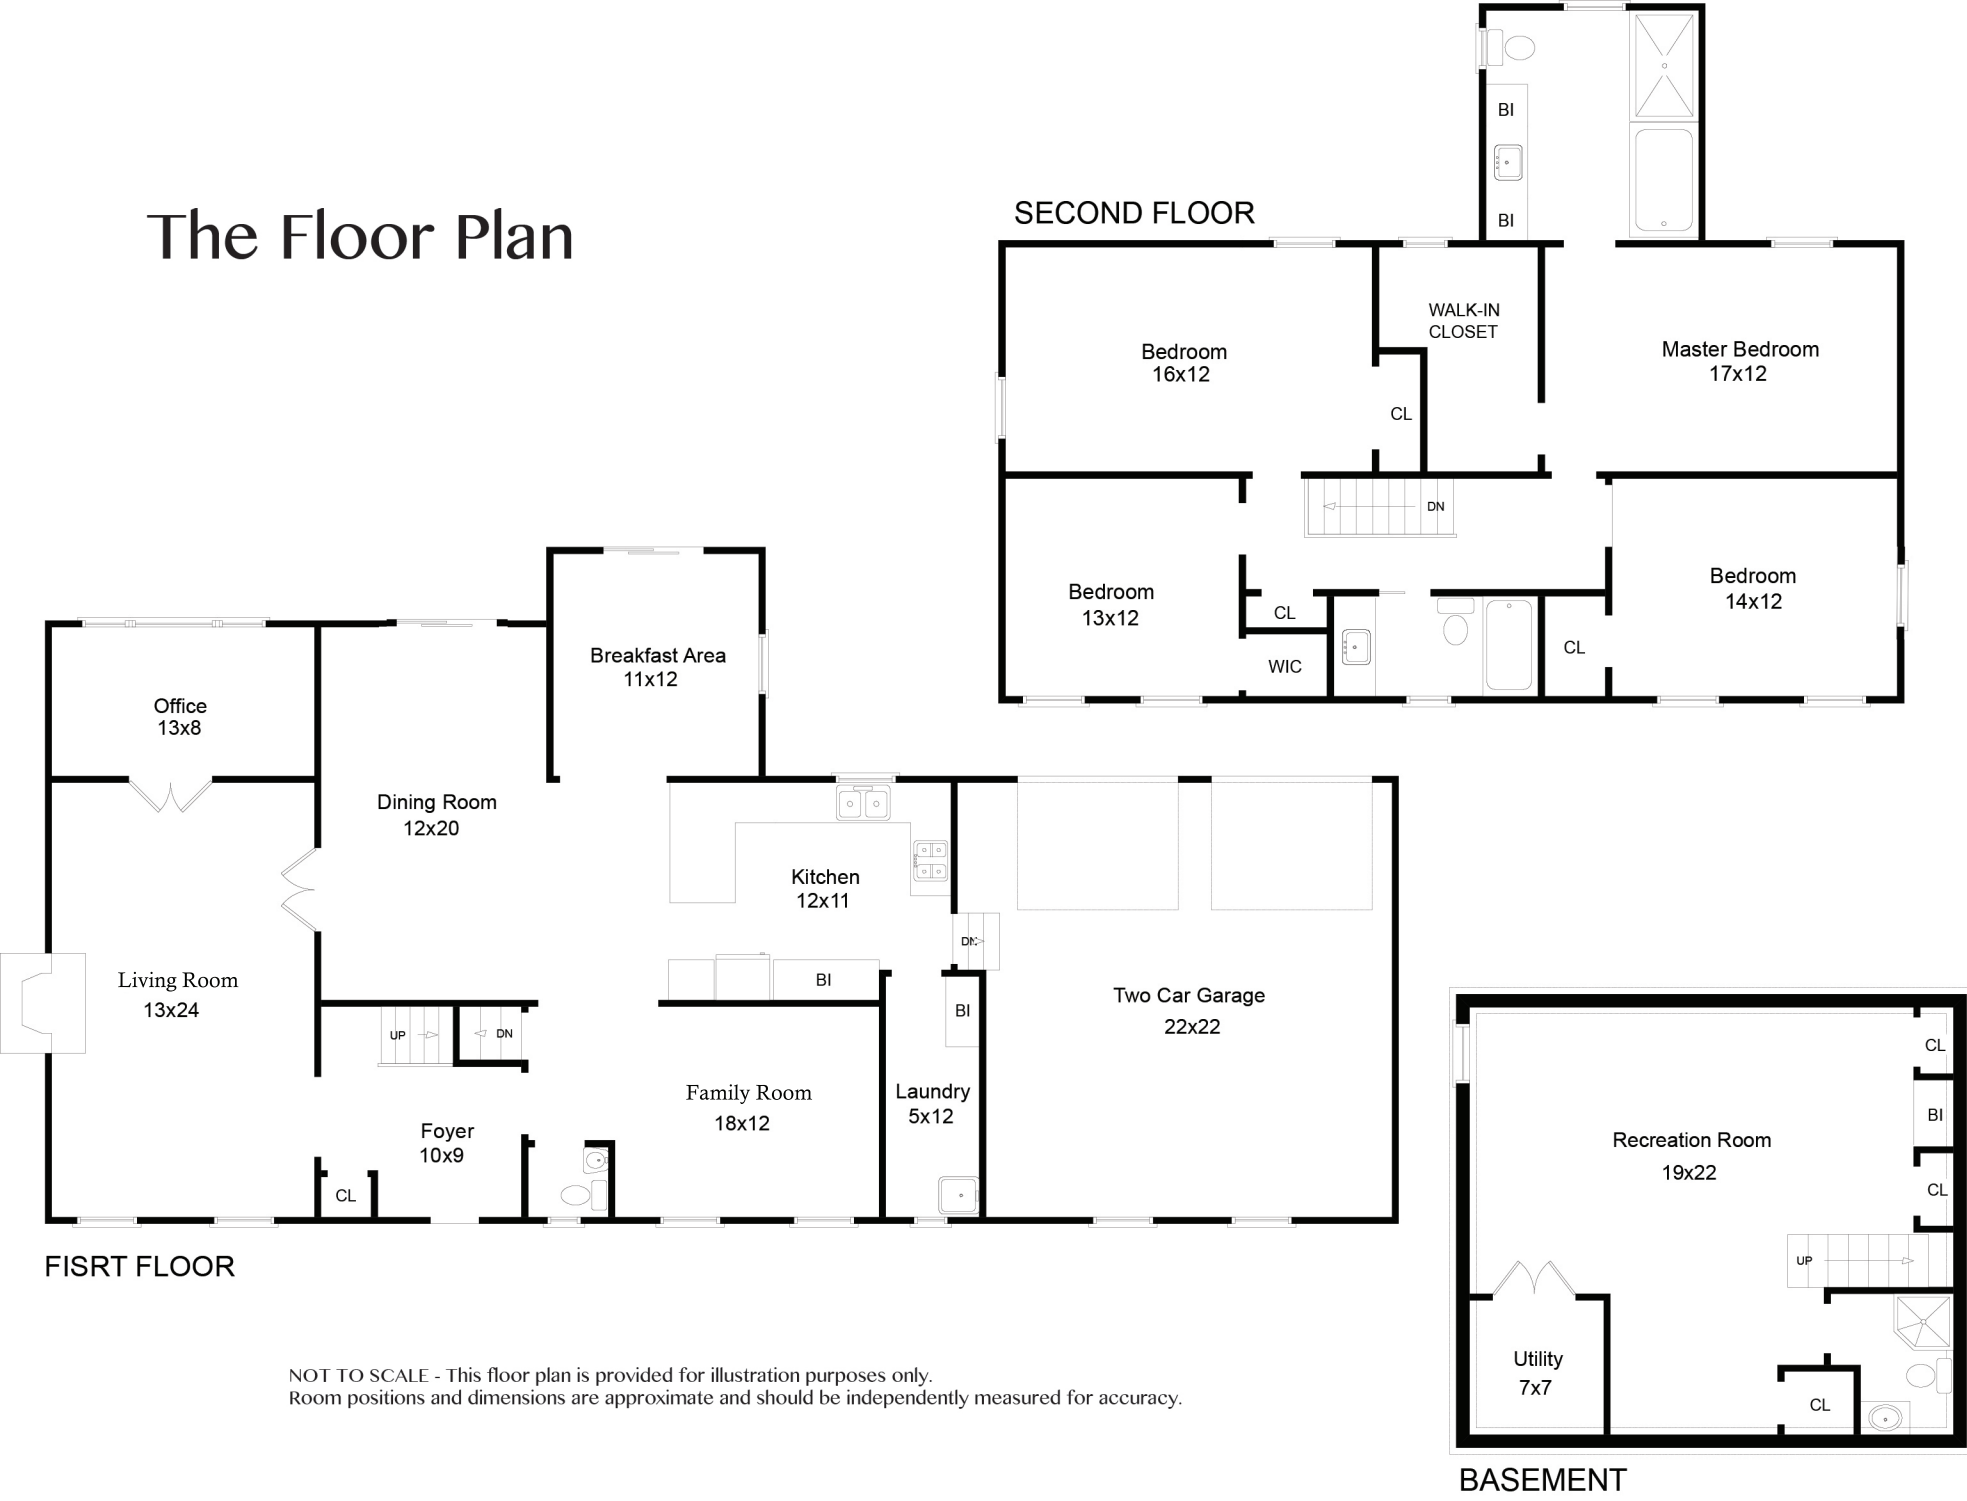 The Floor Plan
SECOND FLOOR
BI
BI
Bedroom
16x12
WALK-IN
CLOSET
CL
Master Bedroom
17x12
DN
Bedroom
13x12
CL
WIC
CL
Bedroom
14x12
Breakfast Area
11x12
Office
13x8
Dining Room
12x20
Kitchen
12x11
DN
BI
Living Room
13x24
UP
DN
BI
Two Car Garage
22x22
Family Room
18x12
Laundry
5x12
Foyer
10x9
CL
FISRT FLOOR
CL
BI
Recreation Room
19x22
CL
UP
Utility
7x7
CL
BASEMENT
NOT TO SCALE - This floor plan is provided for illustration purposes only.
Room positions and dimensions are approximate and should be independently measured for accuracy.